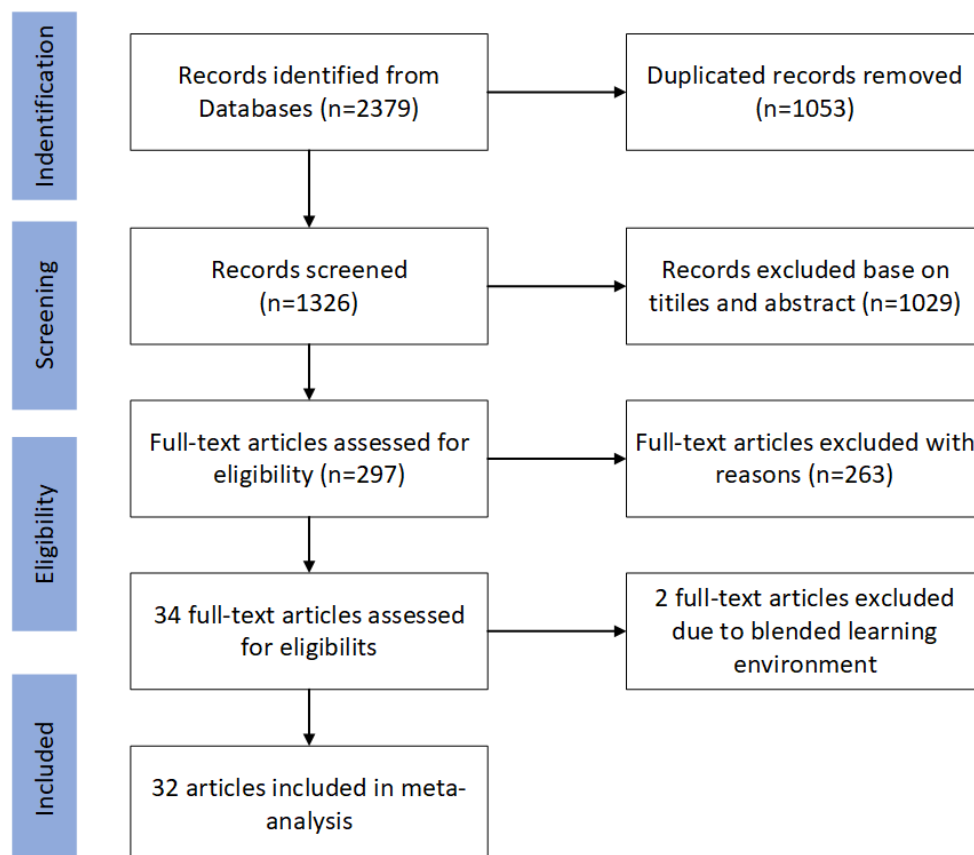 Indentification
Records identified from
Databases (n=2379)
Duplicated records removed
(n=1053)
Screening
Records screened
(n=1326)
Records excluded base on
titiles and abstract (n=1029)
Eligibility
Full-text articles assessed for
eligibility (n=297)
Full-text articles excluded with
reasons (n=263)
34 full-text articles assessed
for eligibilits
2 full-text articles excluded
due to blended learning
environment
Included
32 articles included in meta-
analysis